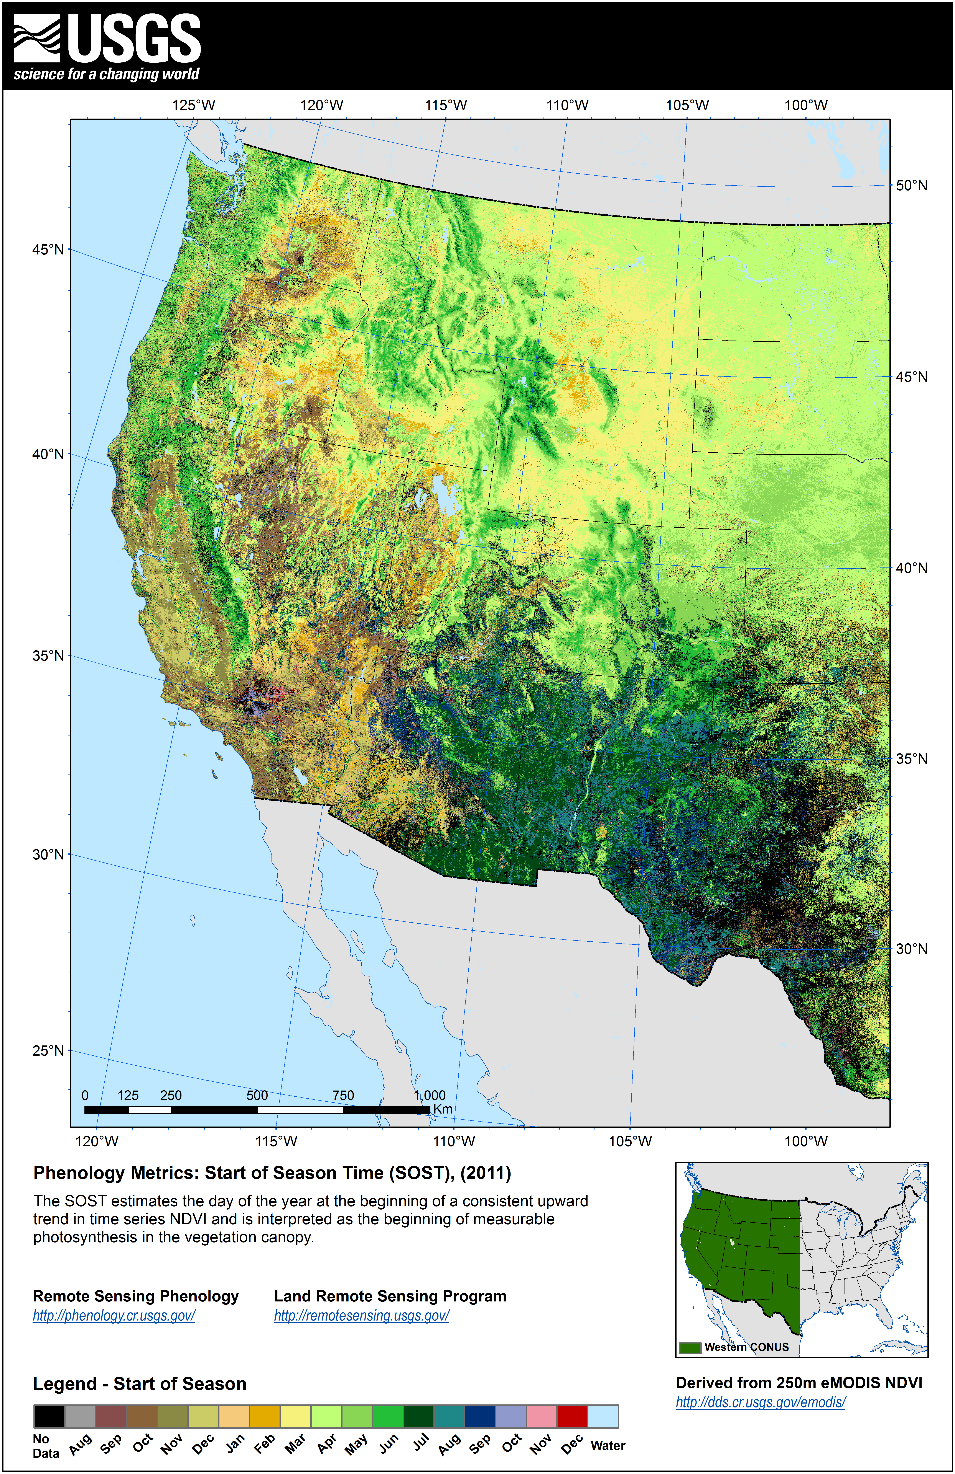 USGS
science for a changing world
125°W 120°W 115°W 110°W 105°W 100°W
50°N
45°N
45°N
40°N
40°N
35°N
35°N
30°N
30°N
25°N
0 125 250 500 750 1,000
Km
120°W 115°W 110°W 105°W 100°W
Phenology Metrics: Start of Season Time (SOST), (2011)
The SOST estimates the day of the year at the beginning of a consistent upward
trend in time series NDVI and is interpreted as the beginning of measurable
photosynthesis in the vegetation canopy.
Remote Sensing Phenology
http://phenology.cr.usgs.gov/
Land Remote Sensing Program
http://remotesensing.usgs.gov/
Western CONUS
Derived from 250m eMODIS NDVI
http://dds.cr.usgs.gov/emodis/
Legend - Start of Season
No Data Aug Sep Oct Nov Dec Jan Feb Mar Apr May Jun Jul Aug Sep Oct Nov Dec Water